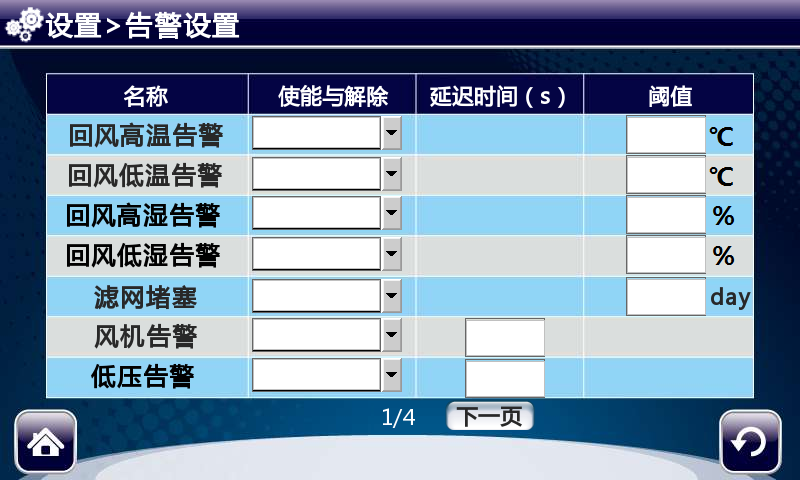 设置>告警设置
名称 使能与解除 延迟时间（s） 阈值
回风高温告警 ℃
回风低温告警 ℃
回风高湿告警 %
回风低湿告警 %
滤网堵塞 day
风机告警
低压告警
1/4 下一页